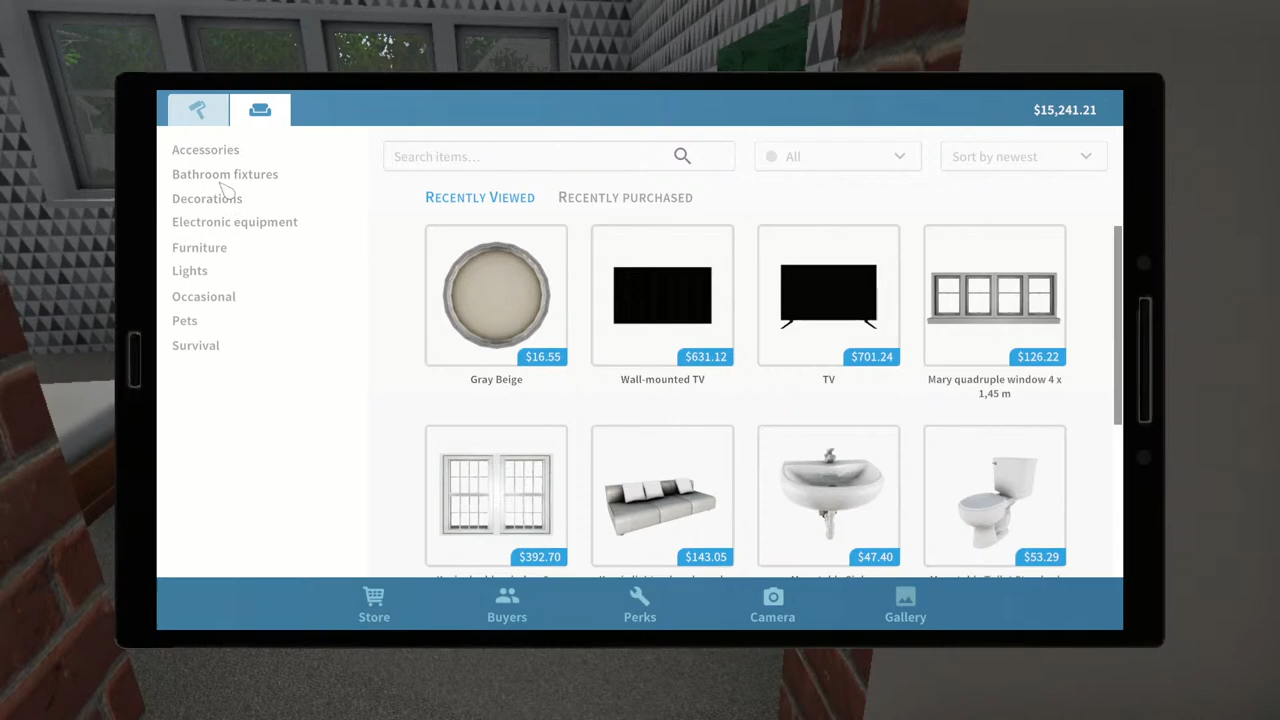 $15,241.21
Accessories
Bathroom fixtures
Decorations
Electronic equipment
Furniture
Lights
Occasional
Pets
Survival
Search items...
All
Sort by newest
RECENTLY VIEWED
RECENTLY PURCHASED
$16.55
Gray Beige
$631.12
Wall-mounted TV
$701.24
TV
$126.22
Mary quadruple window 4 x
1,45 m
$392.70
$143.05
$47.40
$53.29
Store
Buyers
Perks
Camera
Gallery